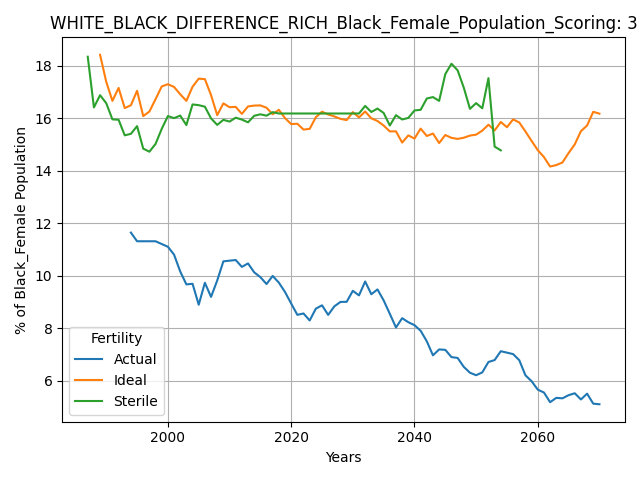 WHITE_BLACK_DIFFERENCE_RICH_Black_Female_Population_Scoring: 3
% of Black_Female Population
18
16
14
12
10
8
6
Fertility
Actual
Ideal
Sterile
2000
2020
2040
2060
Years